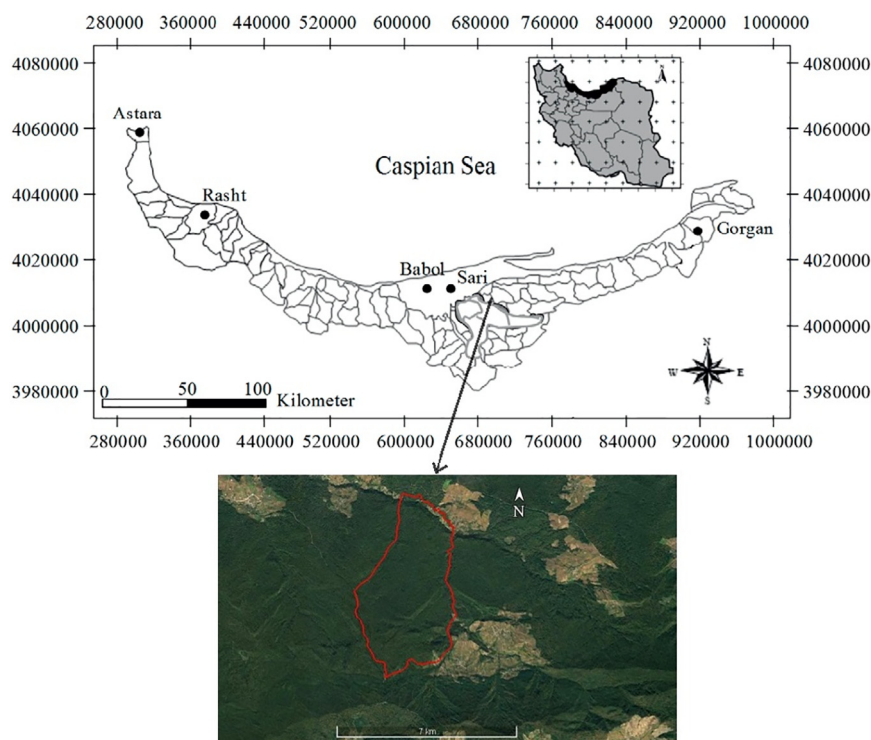 280000 360000 440000 520000 600000 680000 760000 840000 920000 1000000
4080000 4080000
N
Astara
4060000 4060000
Caspian Sea
4040000 4040000
Rasht
Gorgan
4020000 4020000
Babol
Sari
4000000 4000000
N
W E
S
3980000 3980000
0 50 100
Kilometer
280000 360000 440000 520000 600000 680000 760000 840000 920000 1000000
N
7 km